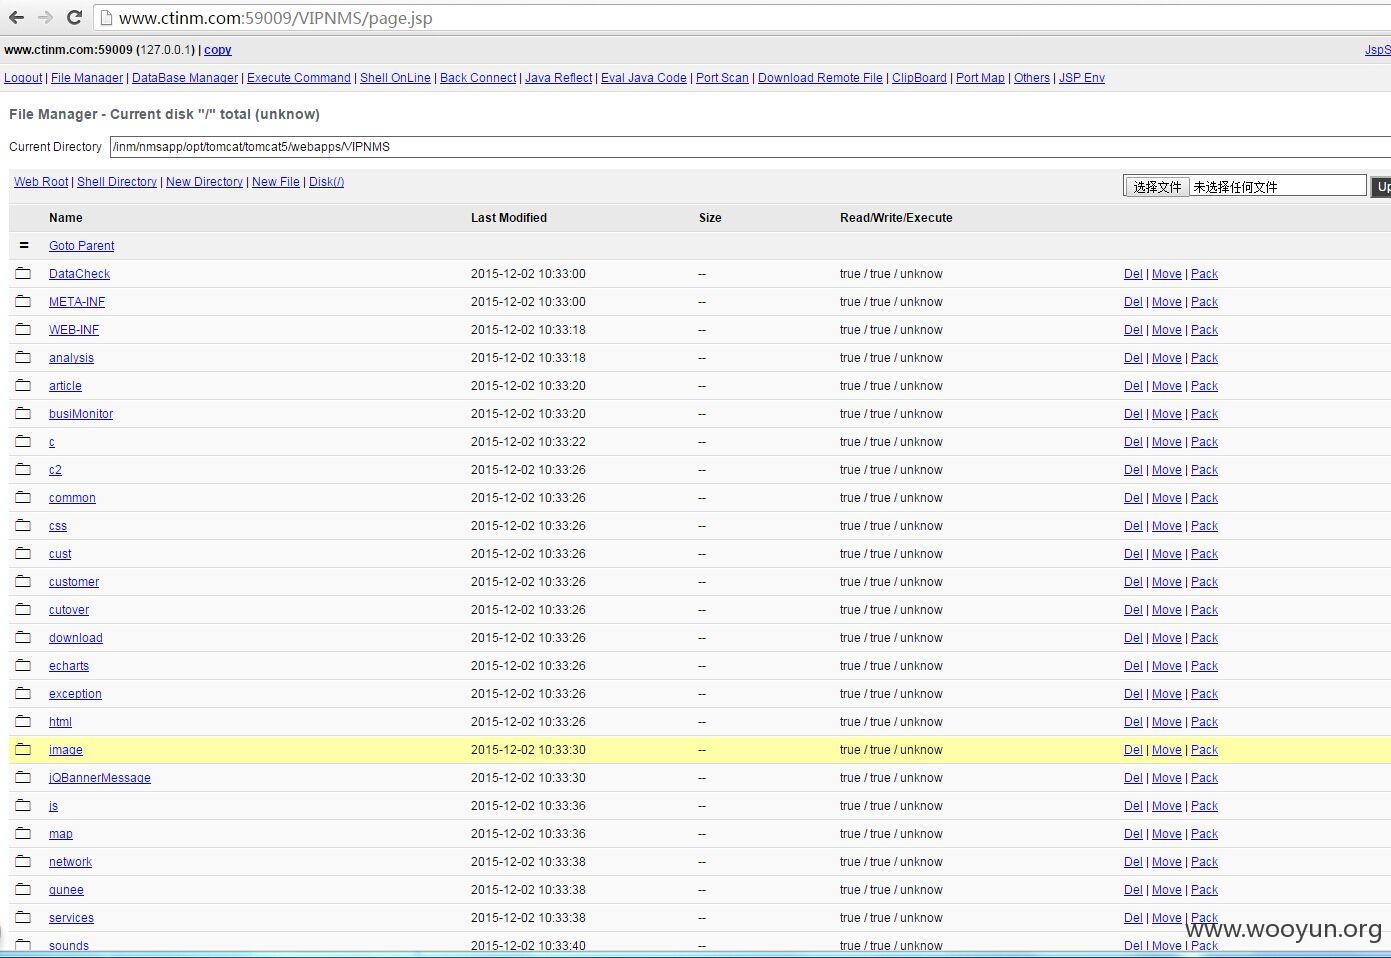 www.ctinm.com:59009/VIPNMS/page.jsp
www.ctinm.com:59009 (127.0.0.1) | copy
JspS
Logout | File Manager | DataBase Manager | Execute Command | Shell OnLine | Back Connect | Java Reflect | Eval Java Code | Port Scan | Download Remote File | ClipBoard | Port Map | Others | JSP Env
File Manager - Current disk "/" total (unknow)
Current Directory /inm/nmsapp/opt/tomcat/tomcat5/webapps/VIPNMS
Web Root | Shell Directory | New Directory | New File | Disk(/) 选择文件 未选择任何文件 Up
Name Last Modified Size Read/Write/Execute
= Goto Parent
DataCheck 2015-12-02 10:33:00 -- true / true / unknow Del | Move | Pack
META-INF 2015-12-02 10:33:00 -- true / true / unknow Del | Move | Pack
WEB-INF 2015-12-02 10:33:18 -- true / true / unknow Del | Move | Pack
analysis 2015-12-02 10:33:18 -- true / true / unknow Del | Move | Pack
article 2015-12-02 10:33:20 -- true / true / unknow Del | Move | Pack
busiMonitor 2015-12-02 10:33:20 -- true / true / unknow Del | Move | Pack
c 2015-12-02 10:33:22 -- true / true / unknow Del | Move | Pack
c2 2015-12-02 10:33:26 -- true / true / unknow Del | Move | Pack
common 2015-12-02 10:33:26 -- true / true / unknow Del | Move | Pack
css 2015-12-02 10:33:26 -- true / true / unknow Del | Move | Pack
cust 2015-12-02 10:33:26 -- true / true / unknow Del | Move | Pack
customer 2015-12-02 10:33:26 -- true / true / unknow Del | Move | Pack
cutover 2015-12-02 10:33:26 -- true / true / unknow Del | Move | Pack
download 2015-12-02 10:33:26 -- true / true / unknow Del | Move | Pack
echarts 2015-12-02 10:33:26 -- true / true / unknow Del | Move | Pack
exception 2015-12-02 10:33:26 -- true / true / unknow Del | Move | Pack
html 2015-12-02 10:33:26 -- true / true / unknow Del | Move | Pack
image 2015-12-02 10:33:30 -- true / true / unknow Del | Move | Pack
jQBannerMessage 2015-12-02 10:33:30 -- true / true / unknow Del | Move | Pack
js 2015-12-02 10:33:36 -- true / true / unknow Del | Move | Pack
map 2015-12-02 10:33:36 -- true / true / unknow Del | Move | Pack
network 2015-12-02 10:33:38 -- true / true / unknow Del | Move | Pack
qunee 2015-12-02 10:33:38 -- true / true / unknow Del | Move | Pack
services 2015-12-02 10:33:38 -- true / true / unknow Del | Move | Pack
sounds 2015-12-02 10:33:40 -- true / true / unknow Del | Move | Pack
www.wooyun.org